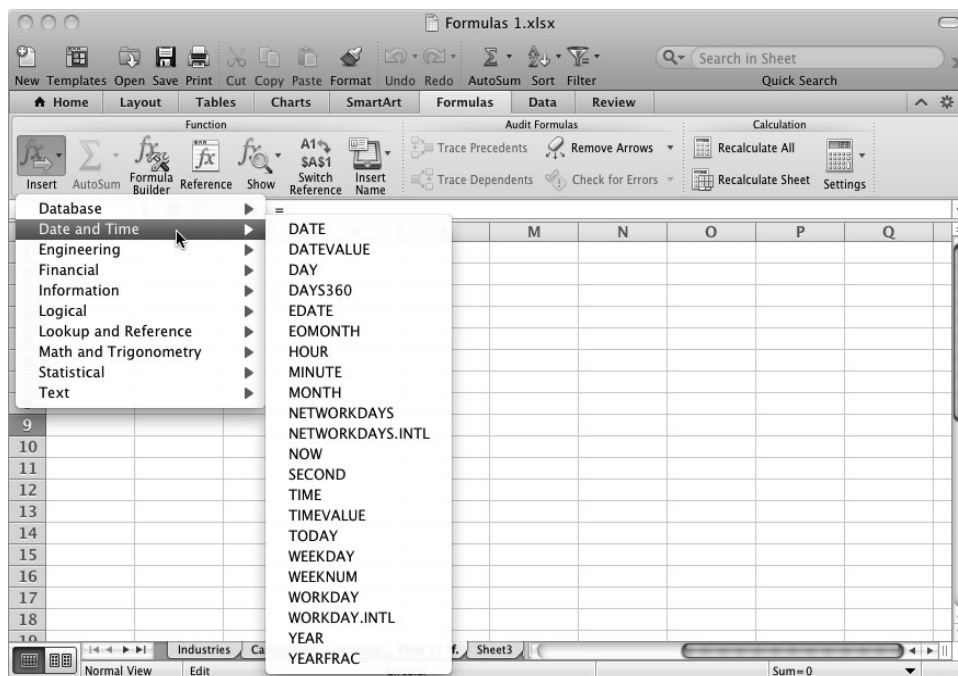 Formulas 1.xlsx
Search in Sheet
New Templates Open Save Print Cut Copy Paste Format Undo Redo AutoSum Sort Filter Quick Search
Home Layout Tables Charts SmartArt Formulas Data Review
Function Audit Formulas Calculation
A1
$A$1
Trace Precedents Remove Arrows Recalculate All
Insert AutoSum Formula Builder Reference Show Switch Reference Insert Name
Trace Dependents Check for Errors Recalculate Sheet Settings
=
Database
Date and Time
Engineering
Financial
Information
Logical
Lookup and Reference
Math and Trigonometry
Statistical
Text
DATE
DATEVALUE
DAY
DAYS360
EDATE
EOMONTH
HOUR
MINUTE
MONTH
NETWORKDAYS
NETWORKDAYS.INTL
NOW
SECOND
TIME
TIMEVALUE
TODAY
WEEKDAY
WEEKNUM
WORKDAY
WORKDAY.INTL
YEAR
YEARFRAC
M N O P Q
9
10
11
12
13
14
15
16
17
18
19
Industries Sheet3
Normal View Edit Sum=0